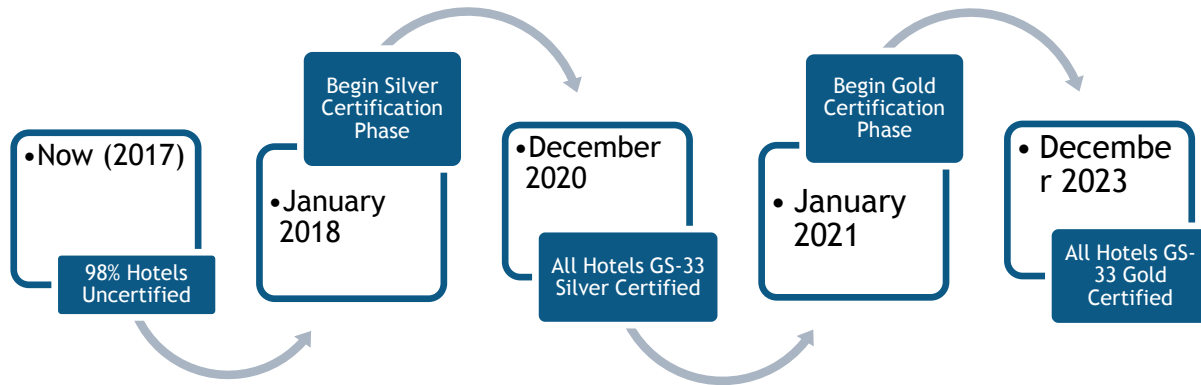 •Now (2017)
98% Hotels
Uncertified
Begin Silver
Certification
Phase
•January
2018
•December
2020
All Hotels GS-33
Silver Certified
Begin Gold
Certification
Phase
• January
2021
• Decembe
r 2023
All Hotels GS-
33 Gold
Certified